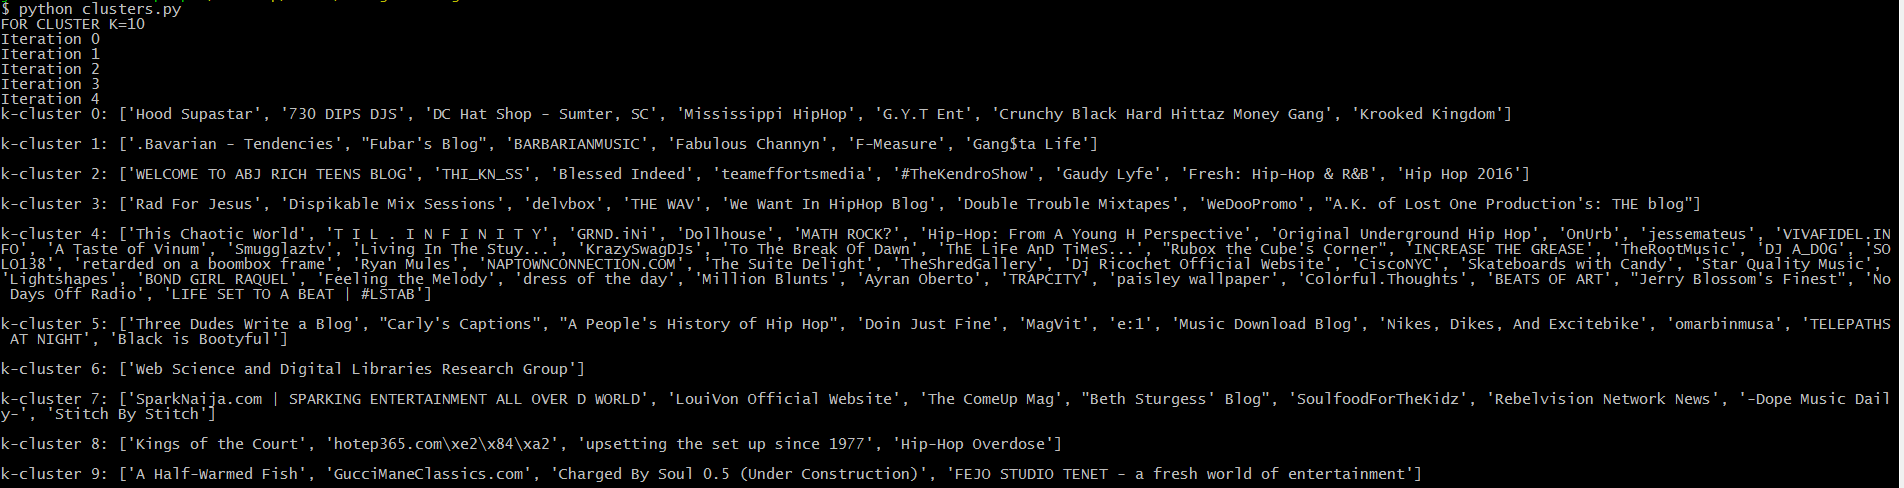 $ python clusters.py
FOR CLUSTER K=10
Iteration 0
Iteration 1
Iteration 2
Iteration 3
Iteration 4
k-cluster 0: ['Hood Supastar', '730 DIPS DJS', 'DC Hat Shop - Sumter, SC', 'Mississippi HipHop', 'G.Y.T Ent', 'Crunchy Black Hard Hittaz Money Gang', 'Krooked Kingdom']
k-cluster 1: ['.Bavarian - Tendencies', "Fubar's Blog", 'BARBARIANMUSIC', 'Fabulous Channyn', 'F-Measure', 'Gang$ta Life']
k-cluster 2: ['WELCOME TO ABJ RICH TEENS BLOG', 'THI_KN_SS', 'Blessed Indeed', 'teameffortsmedia', '#TheKendroShow', 'Gaudy Lyfe', 'Fresh: Hip-Hop & R&B', 'Hip Hop 2016']
k-cluster 3: ['Rad For Jesus', 'Dispikable Mix Sessions', 'delvbox', 'THE WAV', 'We Want In HipHop Blog', 'Double Trouble Mixtapes', 'WeDooPromo', "A.K. of Lost One Production's: THE blog"]
k-cluster 4: ['This Chaotic World', 'T I L . I N F I N I T Y', 'GRND.iNi', 'Dollhouse', 'MATH ROCK?', 'Hip-Hop: From A Young H Perspective', 'Original Underground Hip Hop', 'OnUrb', 'jessemateus', 'VIVAFIDEL.IN
FO', 'A Taste of Vinum', 'Smugglaztv', 'Living In The Stuy...', 'KrazySwagDJs', 'To The Break Of Dawn', 'ThE LiFe AnD TiMeS...', "Rubox the Cube's Corner", 'INCREASE THE GREASE', 'TheRootMusic', 'DJ A_DOG', 'SO
LO138', 'retarded on a boombox frame', 'Ryan Mules', 'NAPTOWNCONNECTION.COM', 'The Suite Delight', 'TheShredGallery', 'Dj Ricochet Official Website', 'CiscoNYC', 'Skateboards with Candy', 'Star Quality Music',
'Lightshapes', 'BOND GIRL RAQUEL', 'Feeling the Melody', 'dress of the day', 'Million Blunts', 'Ayran Oberto', 'TRAPCITY', 'paisley wallpaper', 'Colorful.Thoughts', 'BEATS OF ART', "Jerry Blossom's Finest", 'No
Days Off Radio', 'LIFE SET TO A BEAT | #LSTAB']
k-cluster 5: ['Three Dudes Write a Blog', "Carly's Captions", "A People's History of Hip Hop", 'Doin Just Fine', 'MagVit', 'e:1', 'Music Download Blog', 'Nikes, Dikes, And Excitebike', 'omarbinmusa', 'TELEPATHS
AT NIGHT', 'Black is Bootyful']
k-cluster 6: ['Web Science and Digital Libraries Research Group']
k-cluster 7: ['SparkNaija.com | SPARKING ENTERTAINMENT ALL OVER D WORLD', 'LouiVon Official Website', 'The ComeUp Mag', "Beth Sturgess' Blog", 'SoulfoodForTheKidz', 'Rebelvision Network News', '-Dope Music Dail
y-', 'Stitch By Stitch']
k-cluster 8: ['Kings of the Court', 'hotep365.com\xe2\x84\xa2', 'upsetting the set up since 1977', 'Hip-Hop Overdose']
k-cluster 9: ['A Half-Warmed Fish', 'GucciManeClassics.com', 'Charged By Soul 0.5 (Under Construction)', 'FEJO STUDIO TENET - a fresh world of entertainment']